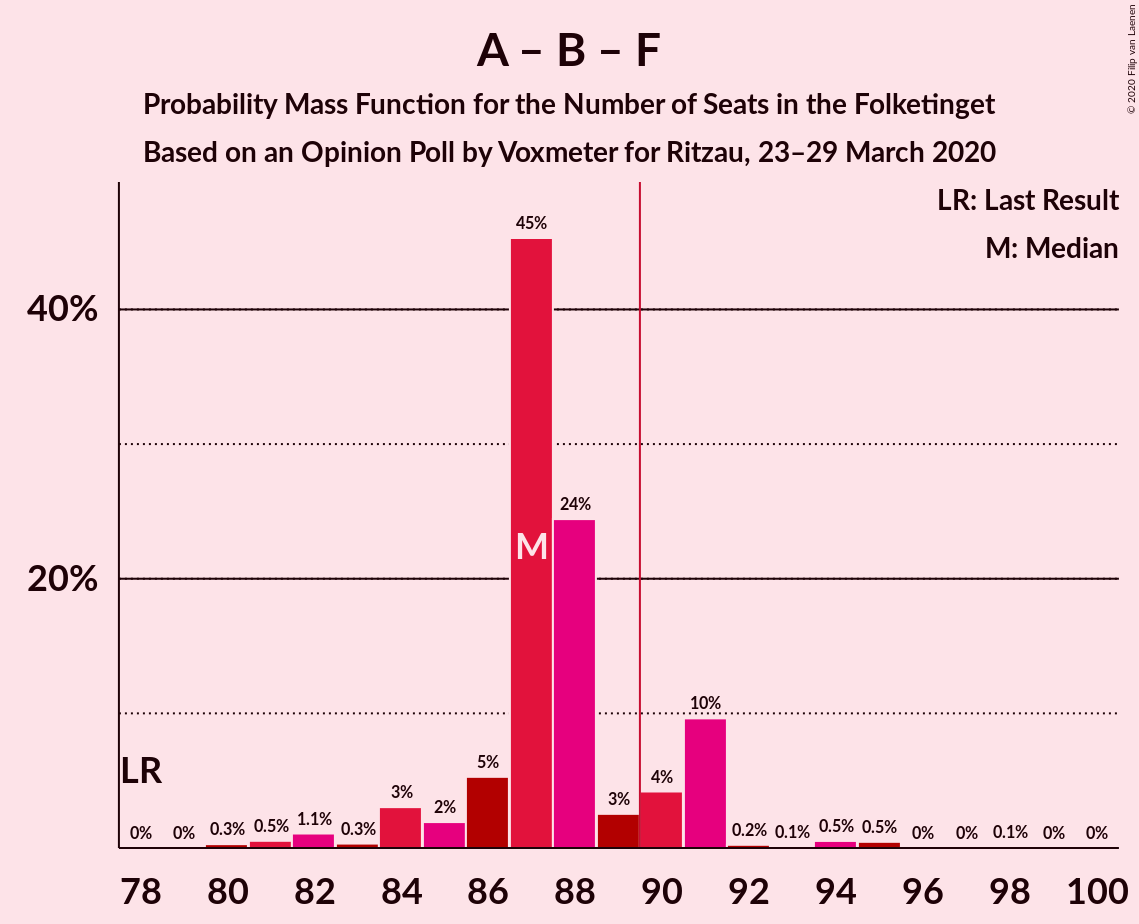 A – B – F
Probability Mass Function for the Number of Seats in the Folketinget
Based on an Opinion Poll by Voxmeter for Ritzau, 23–29 March 2020
© 2020 Filip van Laenen
LR: Last Result
M: Median
40%
20%
LR
M
0% 0% 0.3% 0.5% 1.1% 0.3% 3% 2% 5% 45% 24% 3% 4% 10% 0.2% 0.1% 0.5% 0.5% 0% 0% 0.1% 0% 0%
78 80 82 84 86 88 90 92 94 96 98 100